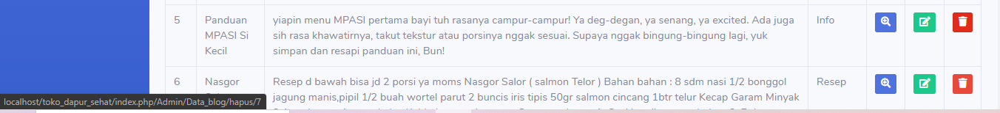 5
Panduan
MPASI Si
Kecil
yiapin menu MPASI pertama bayi tuh rasanya campur-campur! Ya deg-degan, ya senang, ya excited. Ada juga
sih rasa khawatirnya, takut tekstur atau porsinya nggak sesuai. Supaya nggak bingung-bingung lagi, yuk
simpan dan resapi panduan ini, Bun!
Info
6
Nasgor
Resep d bawah bisa jd 2 porsi ya moms Nasgor Salor ( salmon Telor ) Bahan bahan : 8 sdm nasi 1/2 bonggol
jagung manis,pipil 1/2 buah wortel parut 2 buncis iris tipis 50gr salmon cincang 1btr telur Kecap Garam Minyak
Resep
localhost/toko_dapur_sehat/index.php/Admin/Data_blog/hapus/7